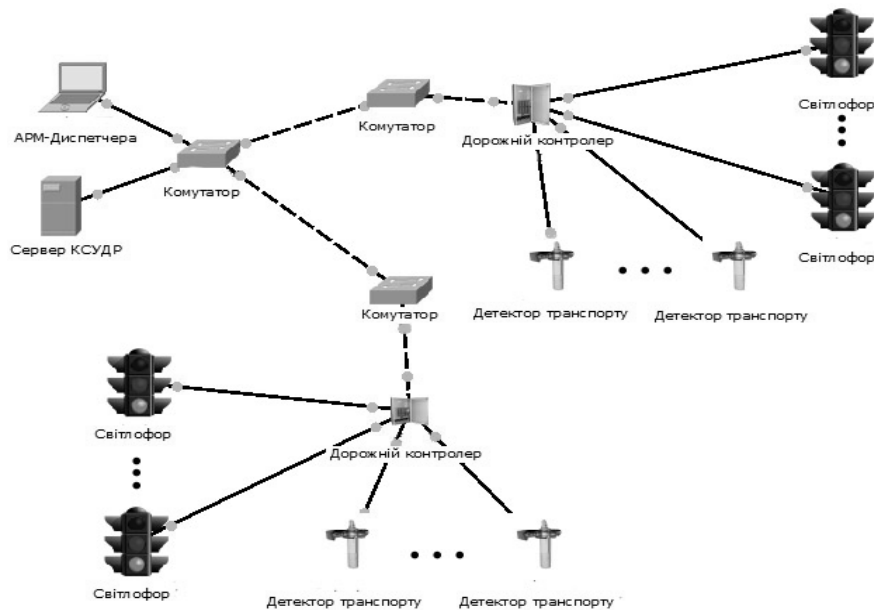 Світлофор
АРМ-Диспетчера
Комутатор
Дорожній контролер
Комутатор
Сервер КСУДР
Світлофор
Комутатор
Детектор транспорту
Детектор транспорту
Світлофор
Дорожній контролер
Світлофор
Детектор транспорту
Детектор транспорту